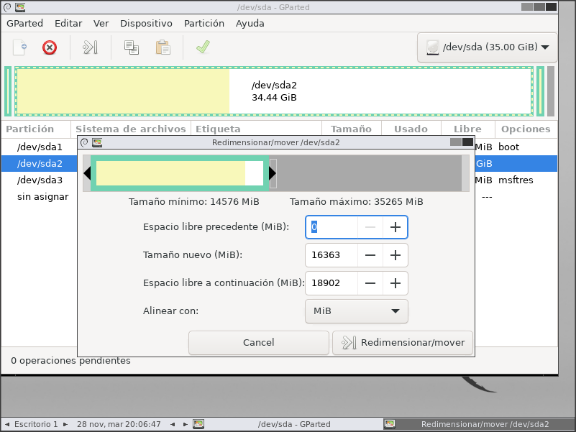 /dev/sda - GParted
GParted Editar Ver Dispositivo Partición Ayuda
/dev/sda (35.00 GiB)
/dev/sda2
34.44 GiB
Partición Sistema de archivos Etiqueta Tamaño Usado Libre Opciones
/dev/sda1 MiB boot
/dev/sda2 GiB
/dev/sda3 MiB msftres
sin asignar ---
Redimensionar/mover /dev/sda2
Tamaño mínimo: 14576 MiB Tamaño máximo: 35265 MiB
Espacio libre precedente (MiB): 0
Tamaño nuevo (MiB): 16363
Espacio libre a continuación (MiB): 18902
Alinear con: MiB
Cancel Redimensionar/mover
0 operaciones pendientes
Escritorio 1 28 nov, mar 20:06:47 /dev/sda - GParted Redimensionar/mover /dev/sda2